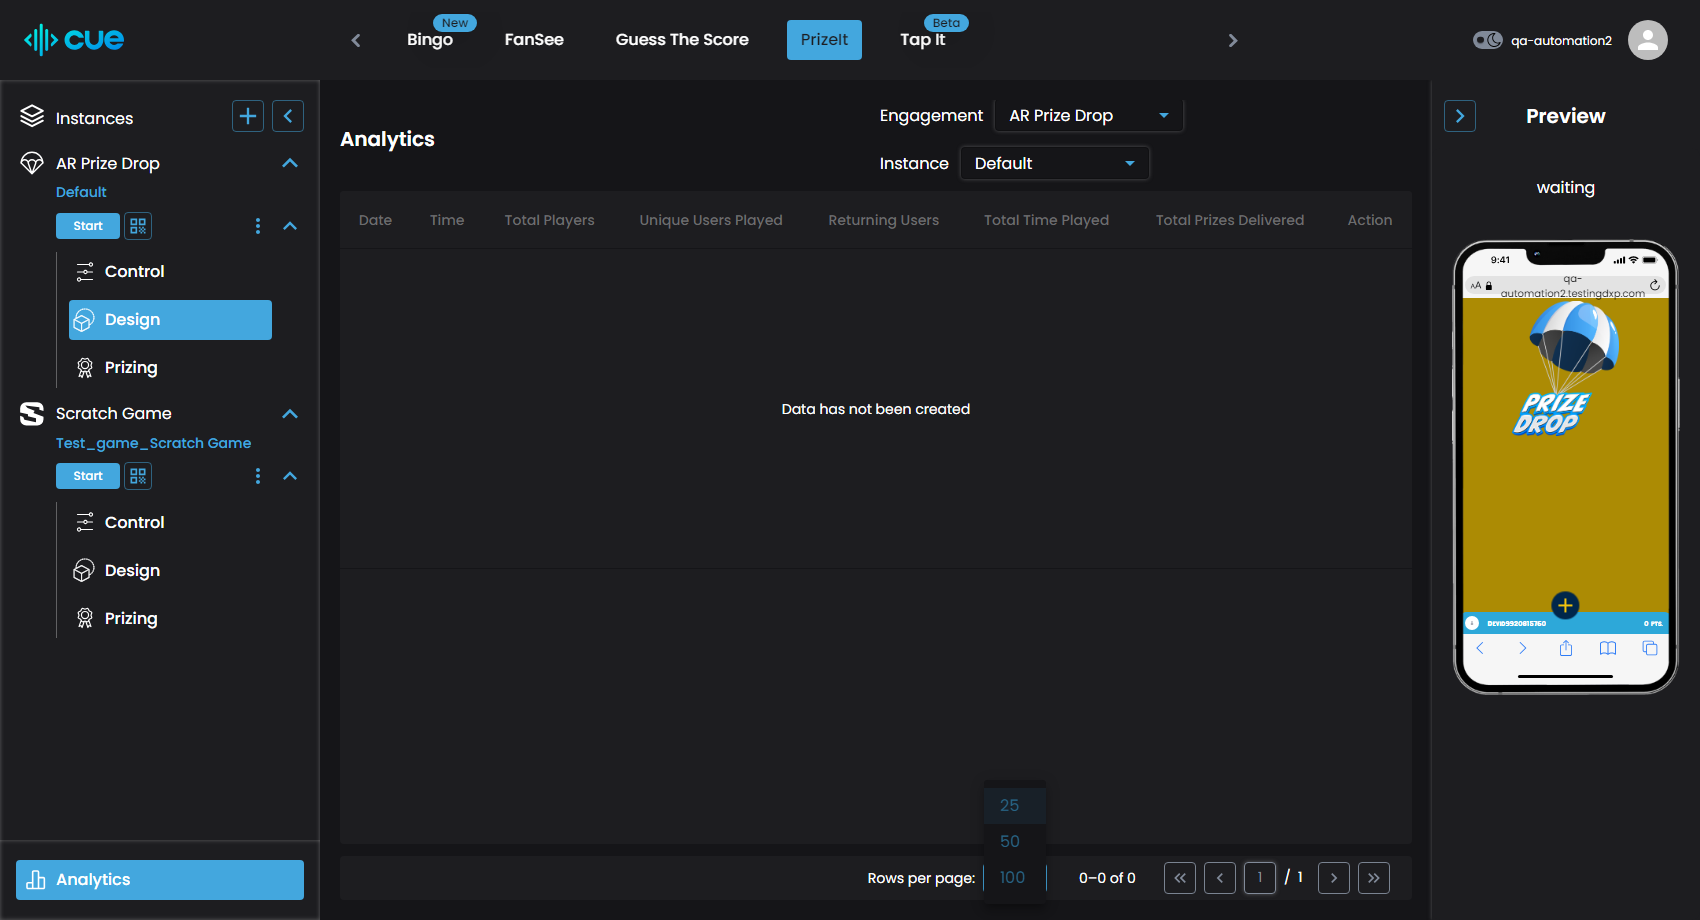 cue
New
Bingo
FanSee
Guess The Score
PrizeIt
Beta
Tap It
qa-automation2
Instances
AR Prize Drop
Default
Start
Control
Design
Prizing
Scratch Game
Test_game_Scratch Game
Start
Control
Design
Prizing
Analytics
Analytics
Engagement
AR Prize Drop
Instance
Default
Date Time Total Players Unique Users Played Returning Users Total Time Played Total Prizes Delivered Action
Data has not been created
25
50
100
Rows per page:
0–0 of 0
1 / 1
Preview
waiting
9:41
AA
qa-
automation2.testingdxp.com
PRIZE
DROP
0 PTS.